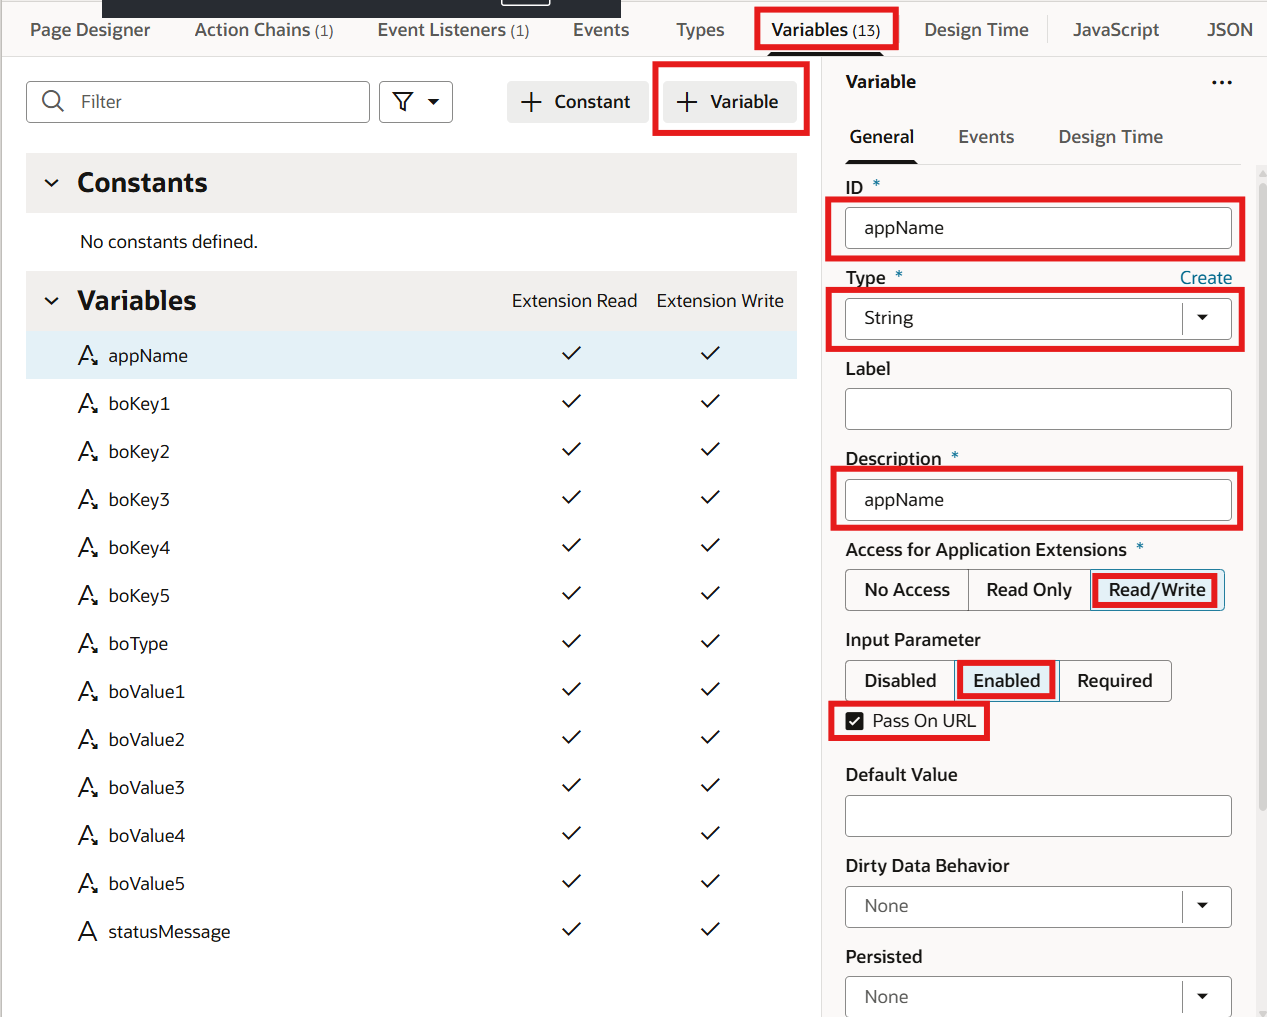 Page Designer Action Chains (1) Event Listeners (1) Events Types Variables (13) Design Time JavaScript JSON
Filter
+ Constant
+ Variable
Constants
No constants defined.
Variables Extension Read Extension Write
appName
boKey1
boKey2
boKey3
boKey4
boKey5
boType
boValue1
boValue2
boValue3
boValue4
boValue5
statusMessage
Variable
General Events Design Time
ID *
appName
Type * Create
String
Label
Description *
appName
Access for Application Extensions *
No Access Read Only Read/Write
Input Parameter
Disabled Enabled Required
Pass On URL
Default Value
Dirty Data Behavior
None
Persisted
None